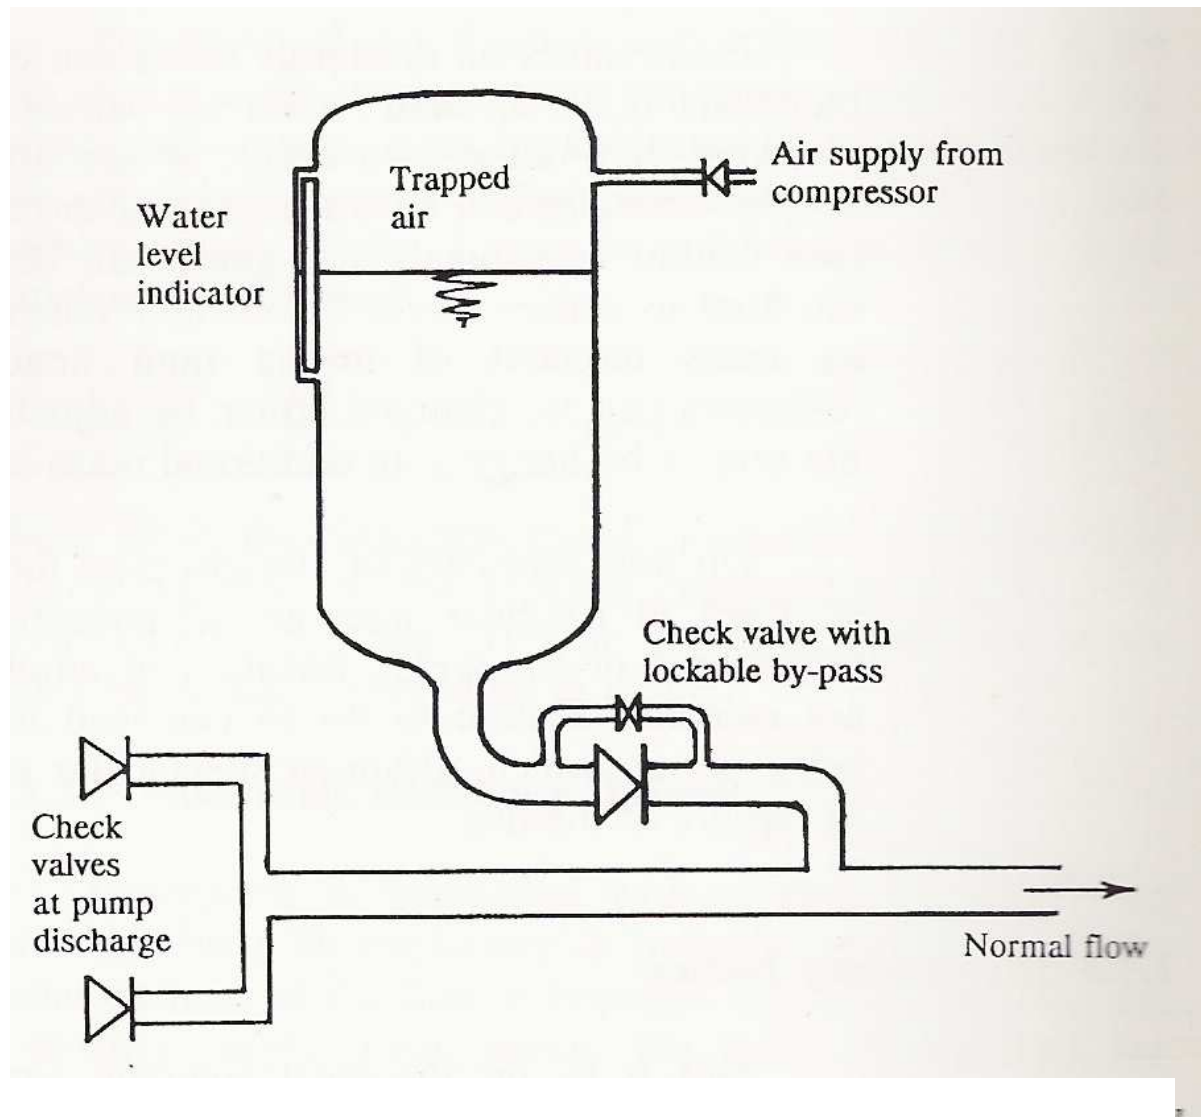 Air supply from
compressor
Trapped
air
Water
level
indicator
Check valve with
lockable by-pass
Check
valves
at pump
discharge
Normal flow